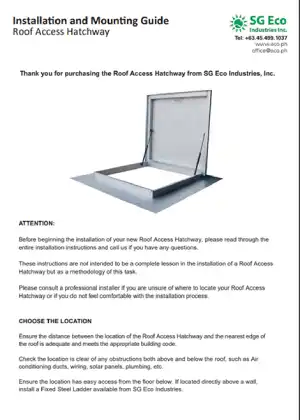 Installation and Mounting Guide
Roof Access Hatchway
SG Eco
Industries Inc.
Tel: +63.45.499.1037
www.eco.ph
office@eco.ph
Thank you for purchasing the Roof Access Hatchway from SG Eco Industries, Inc.
ATTENTION:
Before beginning the installation of your new Roof Access Hatchway, please read through the
entire installation instructions and call us if you have any questions.
These instructions are not intended to be a complete lesson in the installation of a Roof Access
Hatchway but as a methodology of this task.
Please consult a professional installer if you are unsure of where to locate your Roof Access
Hatchway or if you do not feel comfortable with the installation process.
CHOOSE THE LOCATION
Ensure the distance between the location of the Roof Access Hatchway and the nearest edge of
the roof is adequate and meets the appropriate building code.
Check the location is clear of any obstructions both above and below the roof, such as Air
conditioning ducts, wiring, solar panels, plumbing, etc.
Ensure the location has easy access from the floor below. If located directly above a wall,
install a Fixed Steel Ladder available from SG Eco Industries.